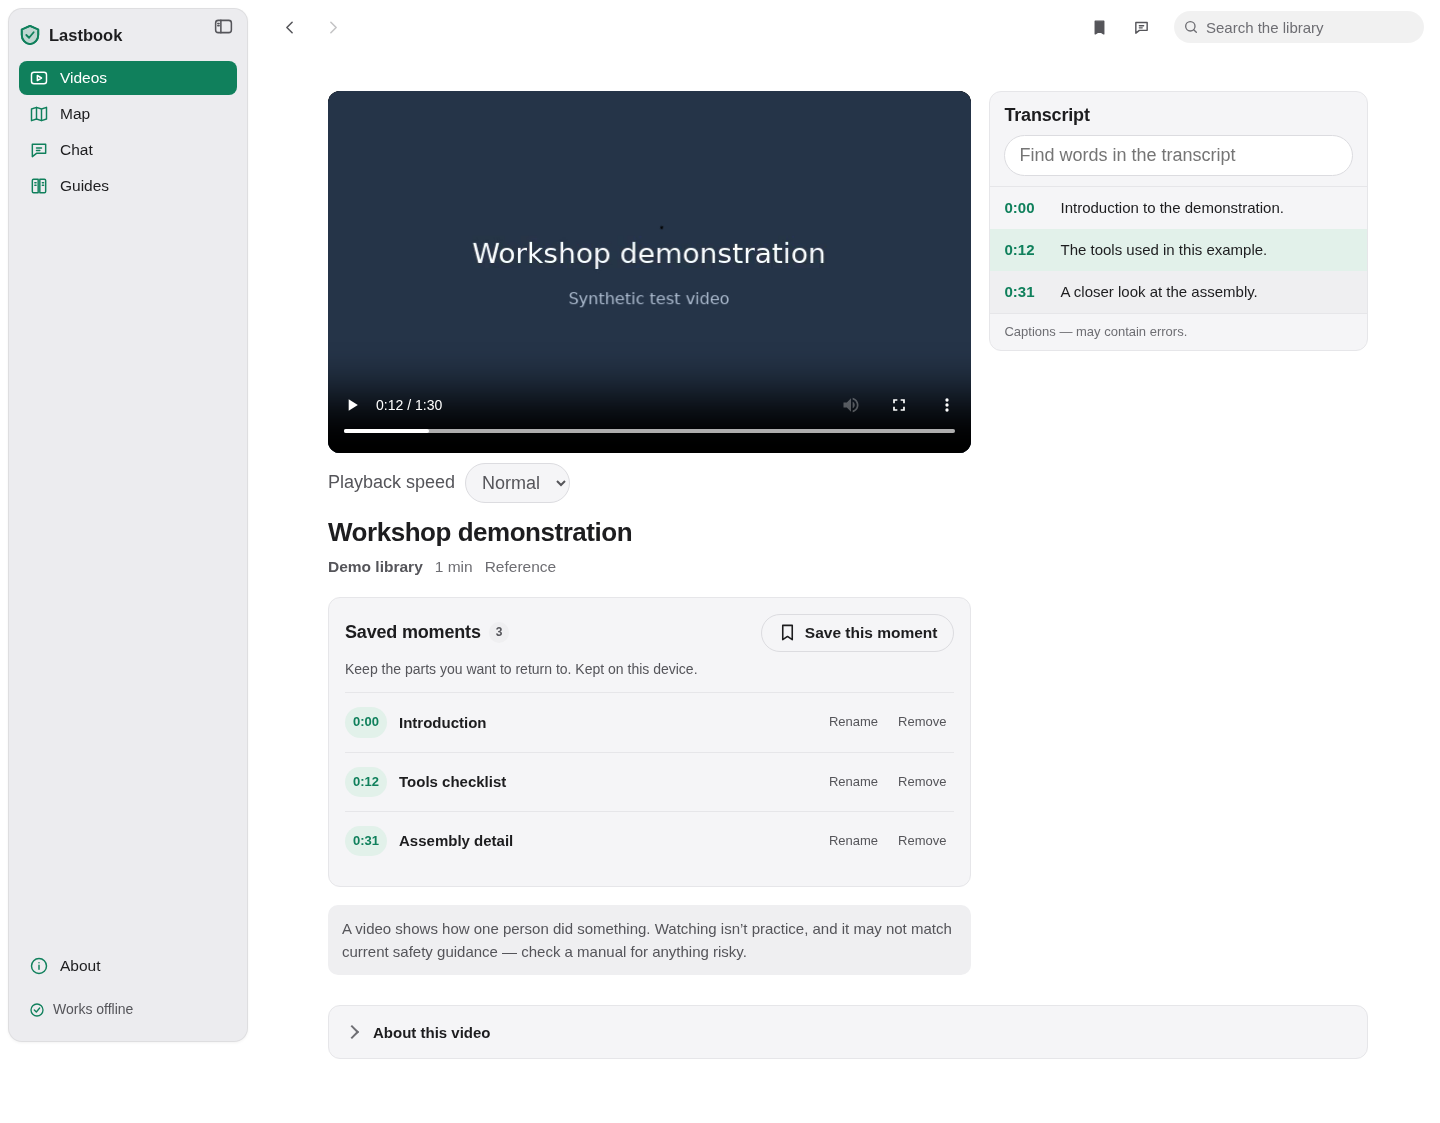 Lastbook
Videos
Map
Chat
Guides
About
Works offline
Search the library
Workshop demonstration
Synthetic test video
0:12 / 1:30
Playback speed Normal
Workshop demonstration
Demo library 1 min Reference
Saved moments 3 Save this moment
Keep the parts you want to return to. Kept on this device.
0:00 Introduction Rename Remove
0:12 Tools checklist Rename Remove
0:31 Assembly detail Rename Remove
A video shows how one person did something. Watching isn't practice, and it may not match
current safety guidance — check a manual for anything risky.
Transcript
Find words in the transcript
0:00 Introduction to the demonstration.
0:12 The tools used in this example.
0:31 A closer look at the assembly.
Captions — may contain errors.
About this video